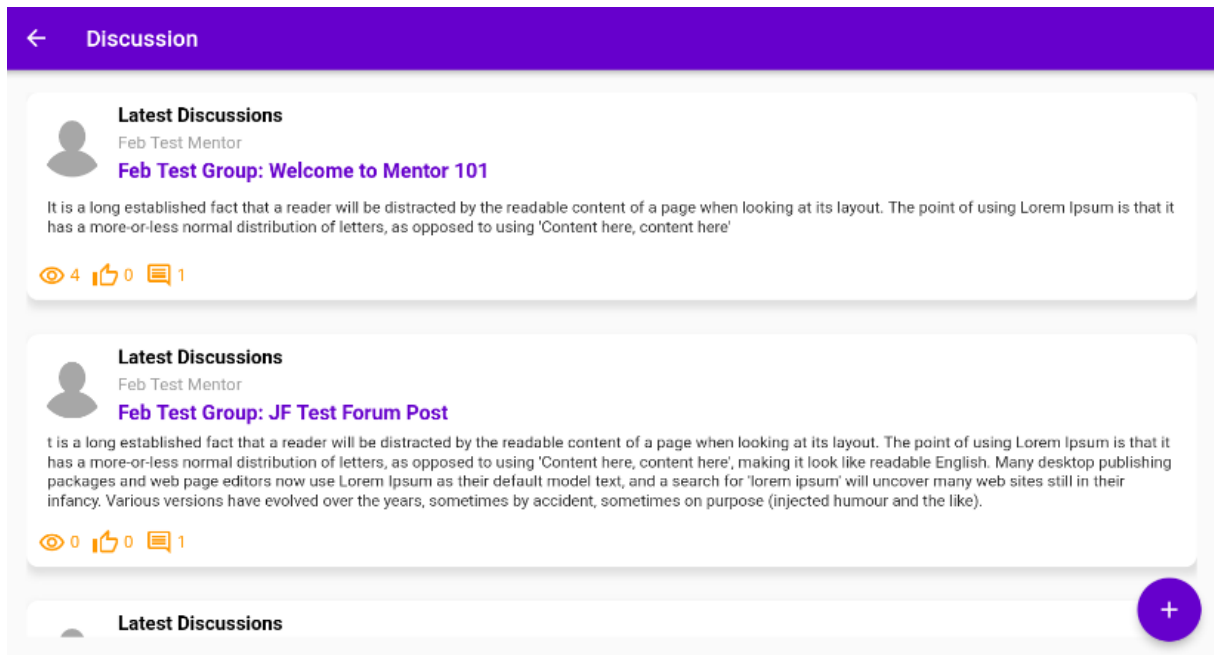 Discussion
Latest Discussions
Feb Test Mentor
Feb Test Group: Welcome to Mentor 101
It is a long established fact that a reader will be distracted by the readable content of a page when looking at its layout. The point of using Lorem Ipsum is that it
has a more-or-less normal distribution of letters, as opposed to using 'Content here, content here'
4 0 1
Latest Discussions
Feb Test Mentor
Feb Test Group: JF Test Forum Post
t is a long established fact that a reader will be distracted by the readable content of a page when looking at its layout. The point of using Lorem Ipsum is that it
has a more-or-less normal distribution of letters, as opposed to using 'Content here, content here', making it look like readable English. Many desktop publishing
packages and web page editors now use Lorem Ipsum as their default model text, and a search for 'lorem ipsum' will uncover many web sites still in their
infancy. Various versions have evolved over the years, sometimes by accident, sometimes on purpose (injected humour and the like).
0 0 1
Latest Discussions